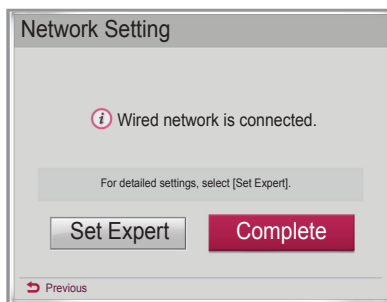 Network Setting
Wired network is connected.
For detailed settings, select [Set Expert].
Set Expert
Complete
Previous